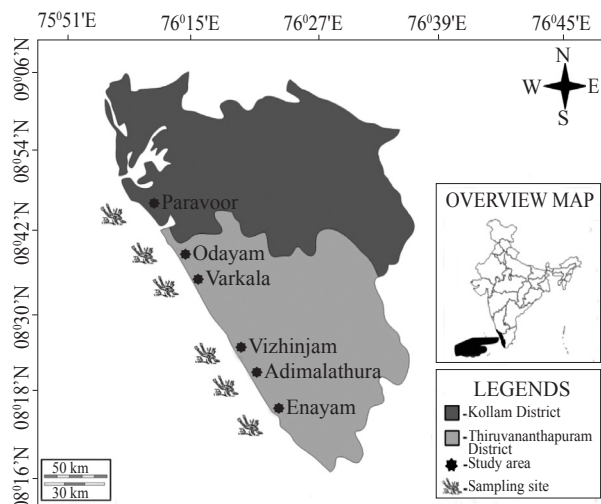 75⁰51'E 76⁰15'E 76⁰27'E 76⁰39'E 76⁰45'E
09⁰06'N
08⁰54'N
08⁰42'N
08⁰30'N
08⁰18'N
08⁰16'N
N
W E
S
Paravoor
Odayam
Varkala
Vizhinjam
Adimalathura
Enayam
OVERVIEW MAP
LEGENDS
-Kollam District
-Thiruvananthapuram
District
-Study area
-Sampling site
50 km
30 km